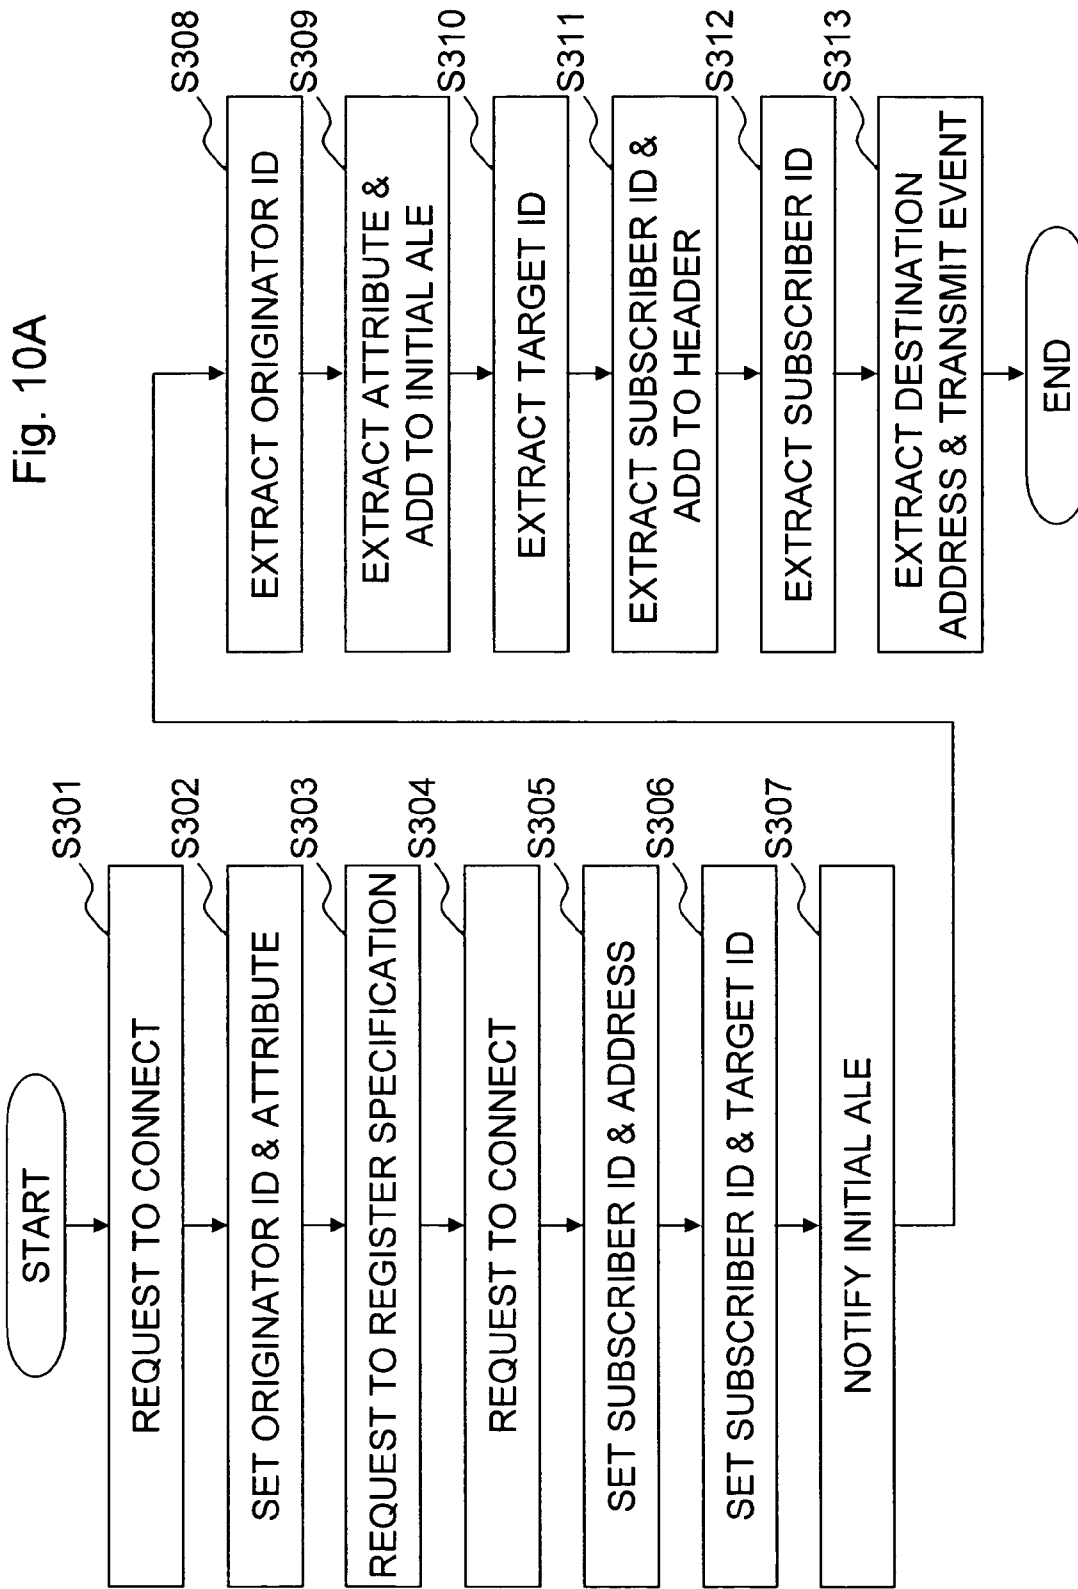 Fig. 10A
START
S301
REQUEST TO CONNECT
S302
SET ORIGINATOR ID & ATTRIBUTE
S303
REQUEST TO REGISTER SPECIFICATION
S304
REQUEST TO CONNECT
S305
SET SUBSCRIBER ID & ADDRESS
S306
SET SUBSCRIBER ID & TARGET ID
S307
NOTIFY INITIAL ALE
S308
EXTRACT ORIGINATOR ID
S309
EXTRACT ATTRIBUTE &
ADD TO INITIAL ALE
S310
EXTRACT TARGET ID
S311
EXTRACT SUBSCRIBER ID &
ADD TO HEADER
S312
EXTRACT SUBSCRIBER ID
S313
EXTRACT DESTINATION
ADDRESS & TRANSMIT EVENT
END